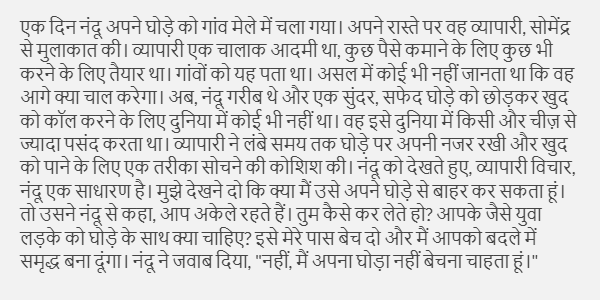 एक दिन नंदू अपने घोड़े को गांव मेले में चला गया। अपने रास्ते पर वह व्यापारी, सोमेंद्र
से मुलाकात की। व्यापारी एक चालाक आदमी था, कुछ पैसे कमाने के लिए कुछ भी
करने के लिए तैयार था। गांवों को यह पता था। असल में कोई भी नहीं जानता था कि वह
आगे क्या चाल करेगा। अब, नंदू गरीब थे और एक सुंदर, सफेद घोड़े को छोड़कर खुद
को कॉल करने के लिए दुनिया में कोई भी नहीं था। वह इसे दुनिया में किसी और चीज़ से
ज्यादा पसंद करता था। व्यापारी ने लंबे समय तक घोड़े पर अपनी नजर रखी और खुद
को पाने के लिए एक तरीका सोचने की कोशिश की। नंदू को देखते हुए, व्यापारी विचार,
नंदू एक साधारण है। मुझे देखने दो कि क्या मैं उसे अपने घोड़े से बाहर कर सकता हूं।
तो उसने नंदू से कहा, आप अकेले रहते हैं। तुम कैसे कर लेते हो? आपके जैसे युवा
लड़के को घोड़े के साथ क्या चाहिए? इसे मेरे पास बेच दो और मैं आपको बदले में
समृद्ध बना दूंगा। नंदू ने जवाब दिया, "नहीं, मैं अपना घोड़ा नहीं बेचना चाहता हूं।"